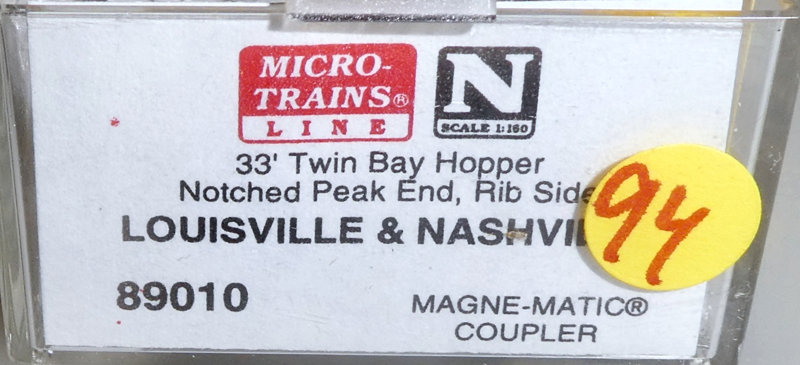 MICRO-
TRAINS®
LINE
N
SCALE 1:160
33' Twin Bay Hopper
Notched Peak End, Rib Side
94
LOUISVILLE & NASHVI
89010
MAGNE-MATIC®
COUPLER